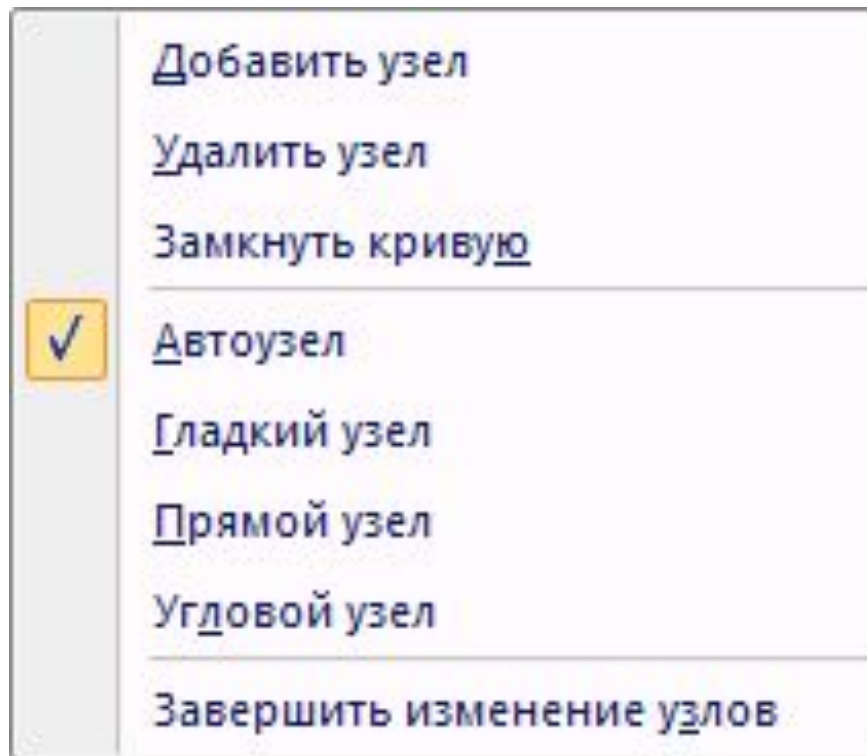 Добавить узел
Удалить узел
Замкнуть кривую
Автоузел
Гладкий узел
Прямой узел
Угловой узел
Завершить изменение узлов